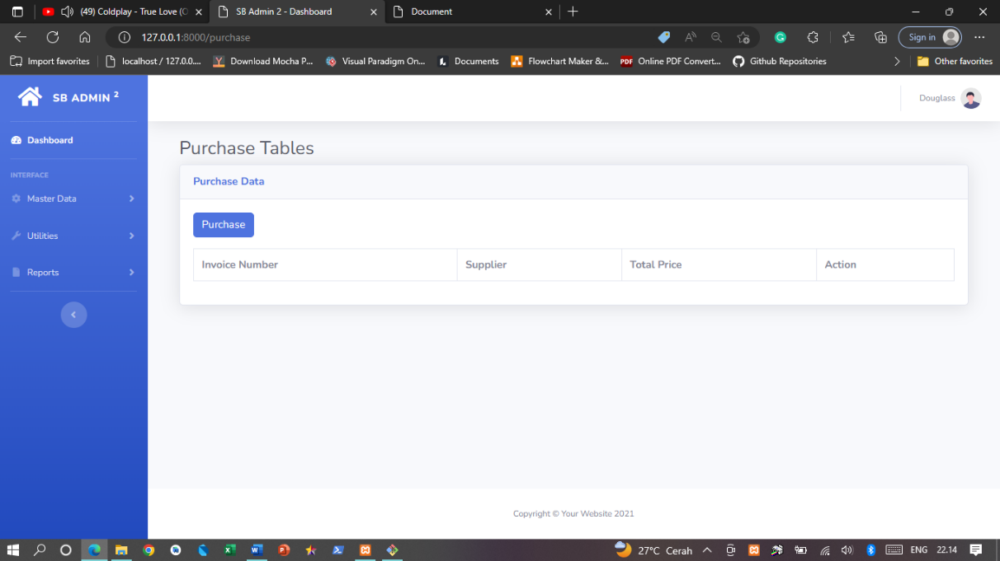 (49) Coldplay - True Love (O
SB Admin 2 - Dashboard
Document
127.0.0.1:8000/purchase
Sign in
Import favorites
localhost / 127.0.0....
Download Mocha P...
Visual Paradigm On...
Documents
Flowchart Maker &...
PDF
Online PDF Convert...
Github Repositories
Other favorites
SB ADMIN 2
Douglass
Dashboard
INTERFACE
Master Data
Utilities
Reports
Purchase Tables
Purchase Data
Purchase
Invoice Number Supplier Total Price Action
Copyright © Your Website 2021
27°C Cerah
ENG
22.14